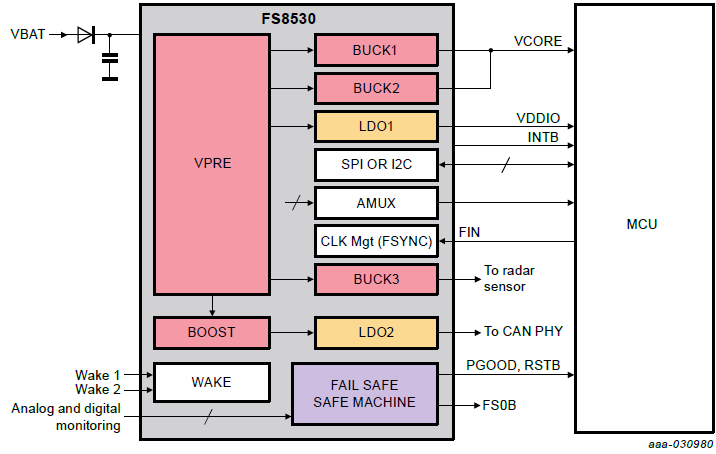 FS8530
VBAT
VPRE
BUCK1
VCORE
BUCK2
LDO1
VDDIO
INTB
SPI OR I2C
AMUX
MCU
CLK Mgt (FSYNC)
FIN
BUCK3
To radar
sensor
BOOST
LDO2
To CAN PHY
Wake 1
Wake 2
WAKE
Analog and digital
monitoring
FAIL SAFE
SAFE MACHINE
PGOOD, RSTB
FS0B
aaa-030980